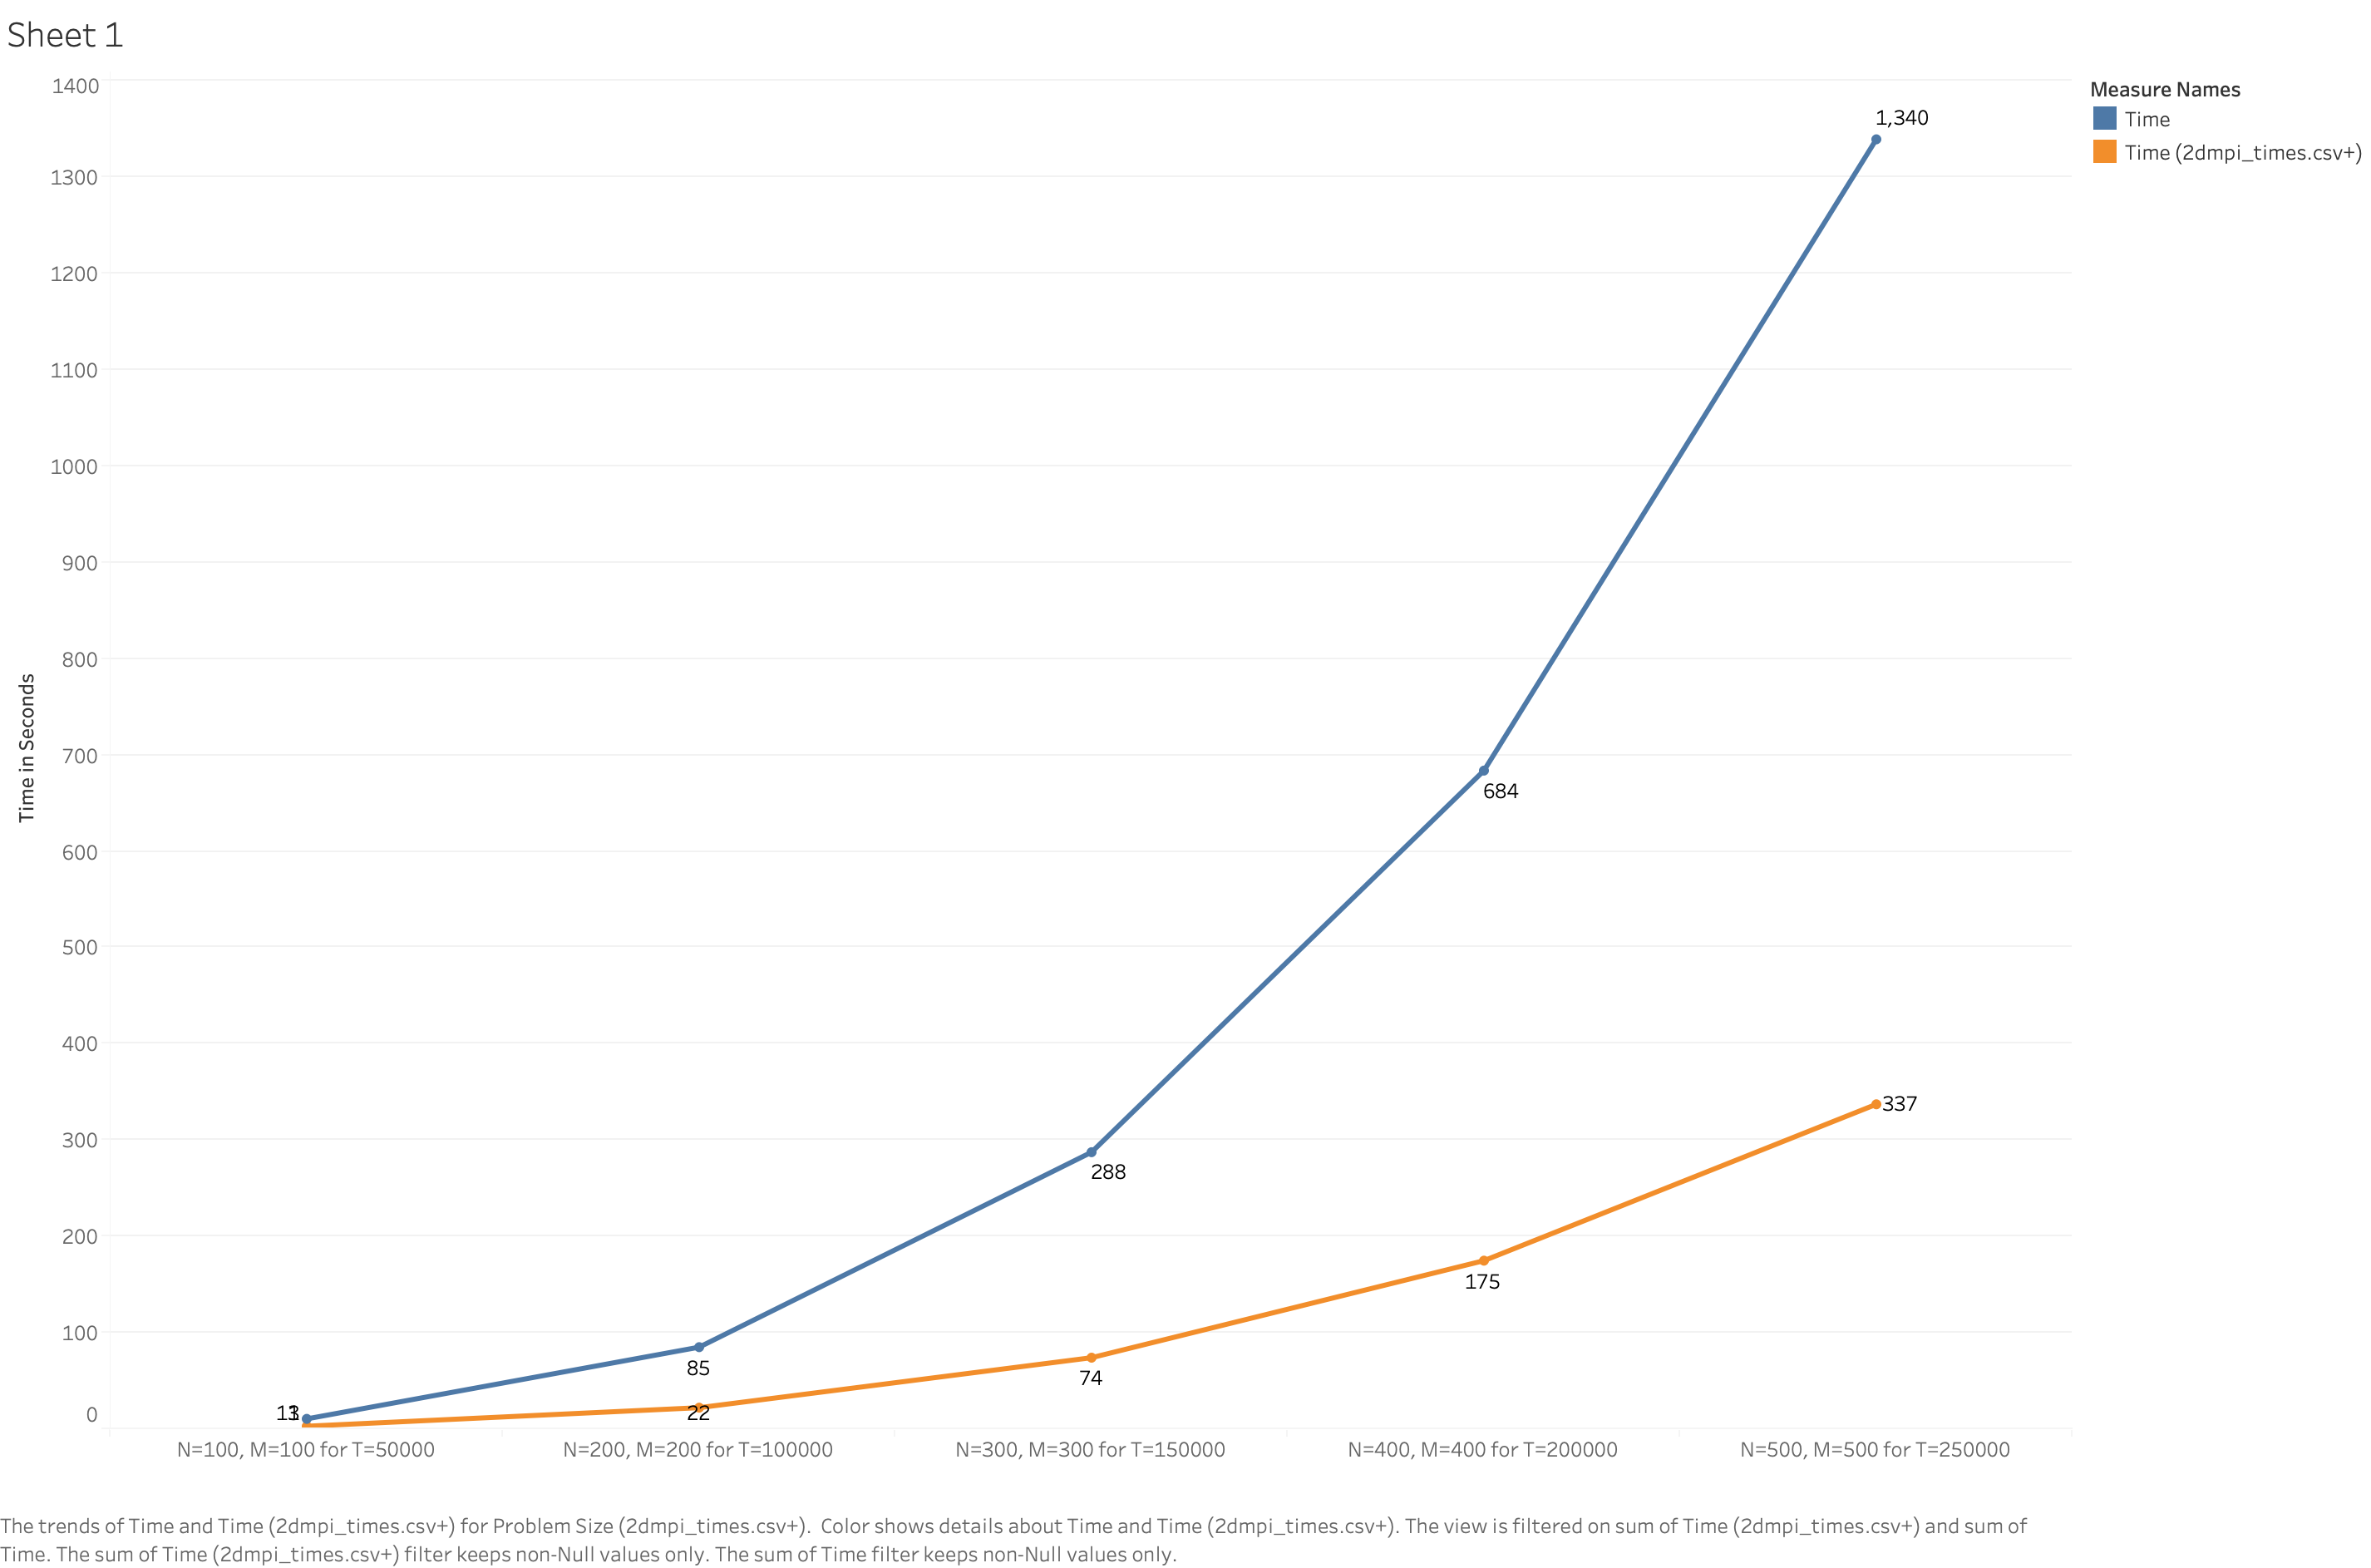 Sheet 1
1400
1300
1200
1100
1000
900
800
700
600
500
400
300
200
100
0
Time in Seconds
1,340
684
288
85
337
175
74
22
N=100, M=100 for T=50000
N=200, M=200 for T=100000
N=300, M=300 for T=150000
N=400, M=400 for T=200000
N=500, M=500 for T=250000
Measure Names
Time
Time (2dmpi_times.csv+)
The trends of Time and Time (2dmpi_times.csv+) for Problem Size (2dmpi_times.csv+).  Color shows details about Time and Time (2dmpi_times.csv+). The view is filtered on sum of Time (2dmpi_times.csv+) and sum of
Time. The sum of Time (2dmpi_times.csv+) filter keeps non-Null values only. The sum of Time filter keeps non-Null values only.